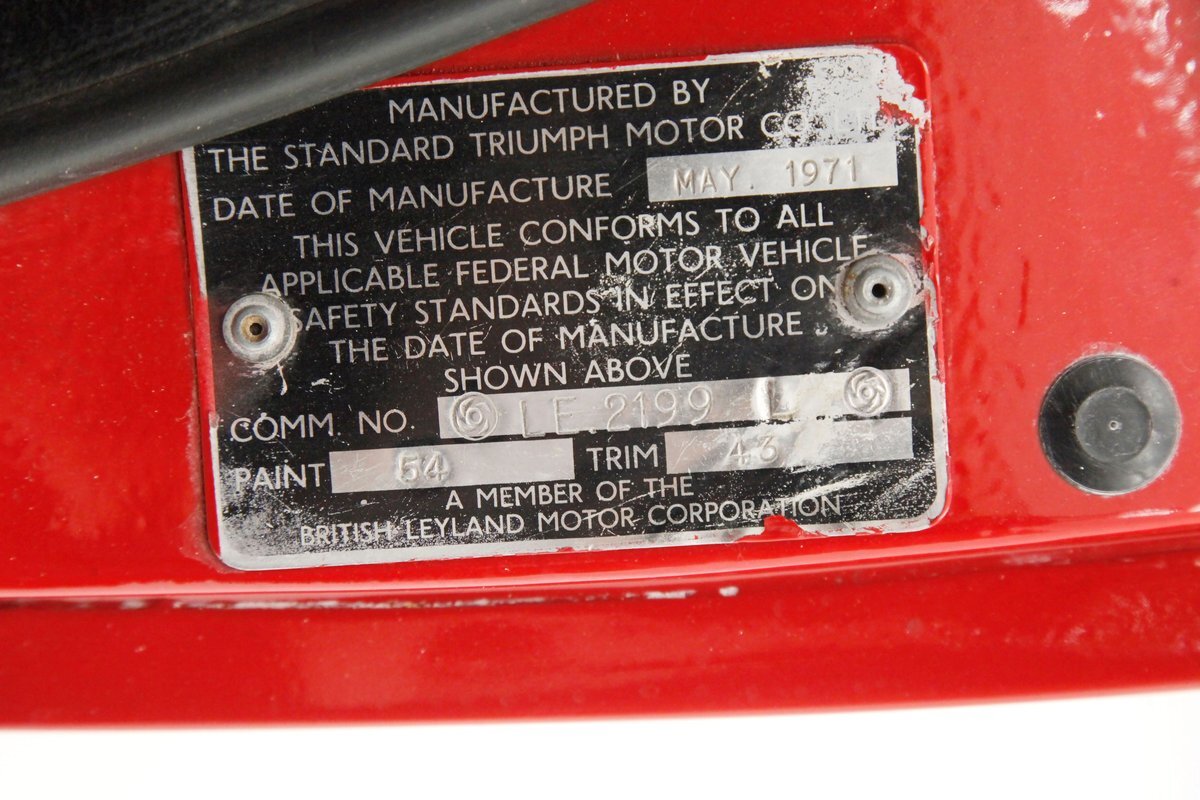 MANUFACTURED BY
THE STANDARD TRIUMPH MOTOR CO
DATE OF MANUFACTURE MAY. 1971
THIS VEHICLE CONFORMS TO ALL
APPLICABLE FEDERAL MOTOR VEHICLE
SAFETY STANDARDS IN EFFECT ON
THE DATE OF MANUFACTURE
SHOWN ABOVE
COMM. NO. LE.2199 L
PAINT 54 TRIM 43
A MEMBER OF THE
BRITISH LEYLAND MOTOR CORPORATION